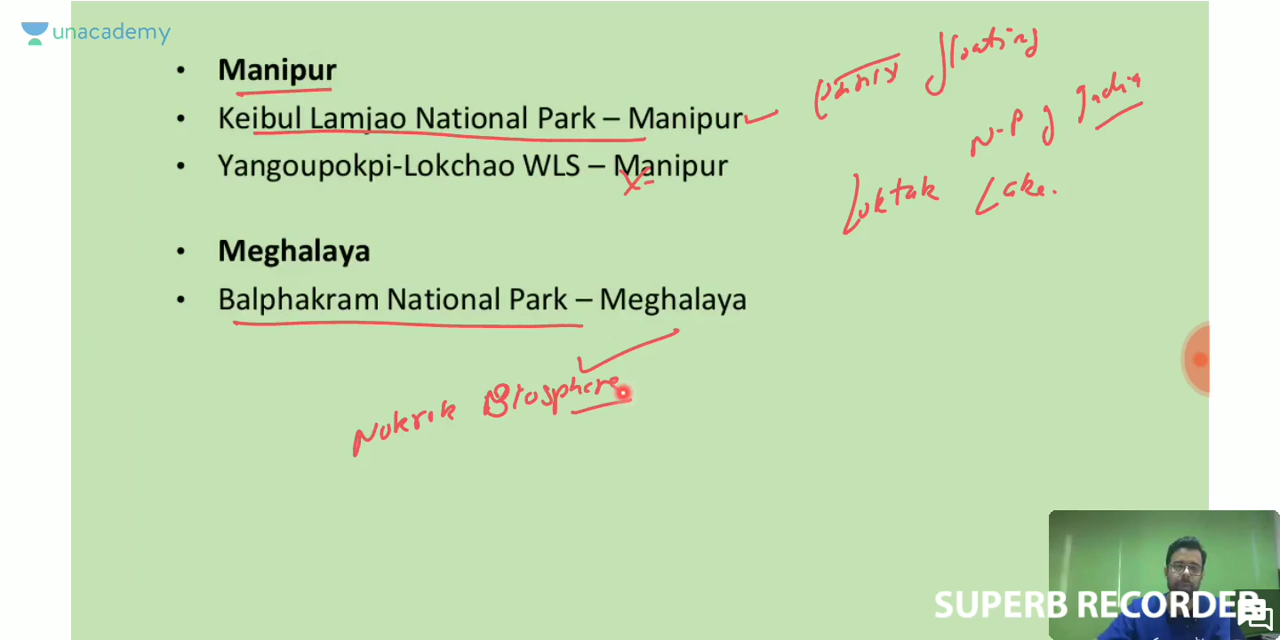 unacademy
• Manipur
• Keibul Lamjao National Park – Manipur
• Yangoupokpi-Lokchao WLS – Manipur
floating
N-P of India
Loktak Lake.
• Meghalaya
• Balphakram National Park – Meghalaya
Nokrek Biosphere
SUPERB RECORDER